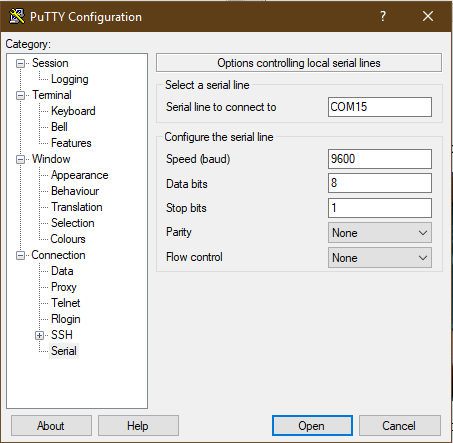 PuTTY Configuration
Category:
Session
Logging
Terminal
Keyboard
Bell
Features
Window
Appearance
Behaviour
Translation
Selection
Colours
Connection
Data
Proxy
Telnet
Rlogin
SSH
Serial
Options controlling local serial lines
Select a serial line
Serial line to connect to COM15
Configure the serial line
Speed (baud) 9600
Data bits 8
Stop bits 1
Parity None
Flow control None
About Help Open Cancel